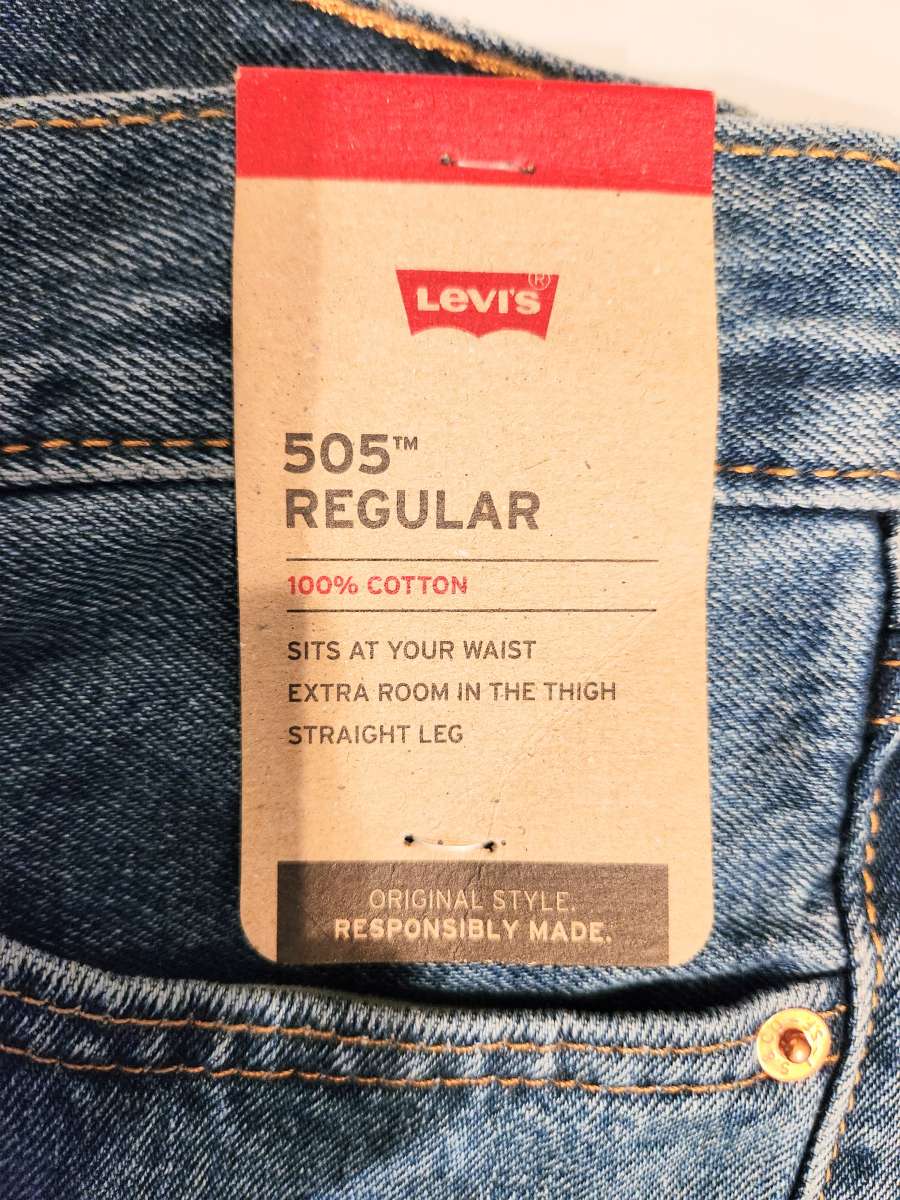 LEVI'S®
505™
REGULAR
100% COTTON
SITS AT YOUR WAIST
EXTRA ROOM IN THE THIGH
STRAIGHT LEG
ORIGINAL STYLE.
RESPONSIBLY MADE.